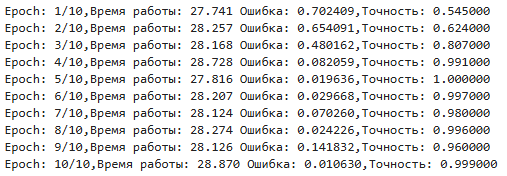 Epoch: 1/10,Время работы: 27.741 Ошибка: 0.702409,Точность: 0.545000
Epoch: 2/10,Время работы: 28.257 Ошибка: 0.654091,Точность: 0.624000
Epoch: 3/10,Время работы: 28.168 Ошибка: 0.480162,Точность: 0.807000
Epoch: 4/10,Время работы: 28.728 Ошибка: 0.082059,Точность: 0.991000
Epoch: 5/10,Время работы: 27.816 Ошибка: 0.019636,Точность: 1.000000
Epoch: 6/10,Время работы: 28.207 Ошибка: 0.029668,Точность: 0.997000
Epoch: 7/10,Время работы: 28.124 Ошибка: 0.070260,Точность: 0.980000
Epoch: 8/10,Время работы: 28.274 Ошибка: 0.024226,Точность: 0.996000
Epoch: 9/10,Время работы: 28.126 Ошибка: 0.141832,Точность: 0.960000
Epoch: 10/10,Время работы: 28.870 Ошибка: 0.010630,Точность: 0.999000